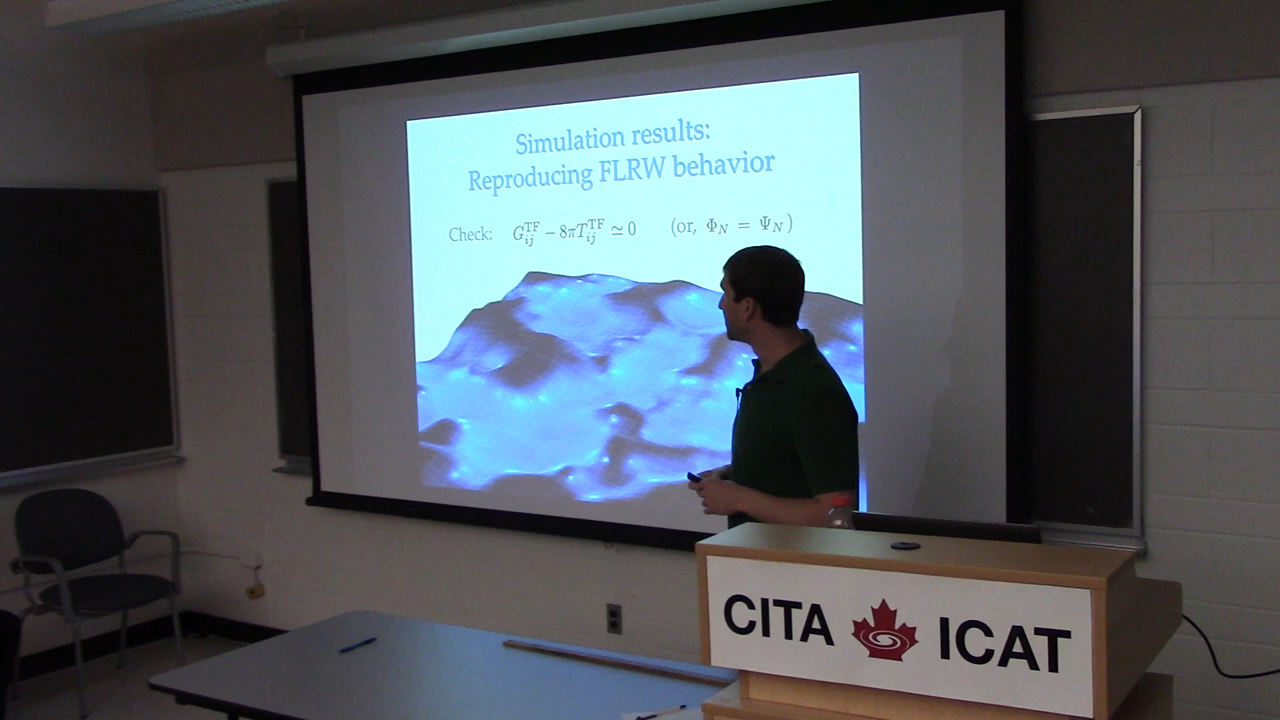 Simulation results:
Reproducing FLRW behavior
Check: $G_{ij}^{\mathrm{TF}} - 8\pi T_{ij}^{\mathrm{TF}} \simeq 0$ (or, $\Phi_N = \Psi_N$)
CITA ICAT